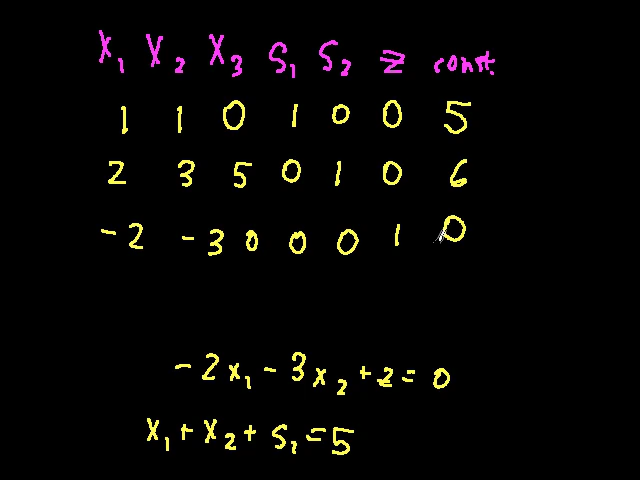 x₁ x₂ x₃ s₁ s₂ z const.
1 1 0 1 0 0 5
2 3 5 0 1 0 6
-2 -3 0 0 0 1 0
-2x₁ - 3x₂ + z = 0
x₁ + x₂ + s₁ = 5